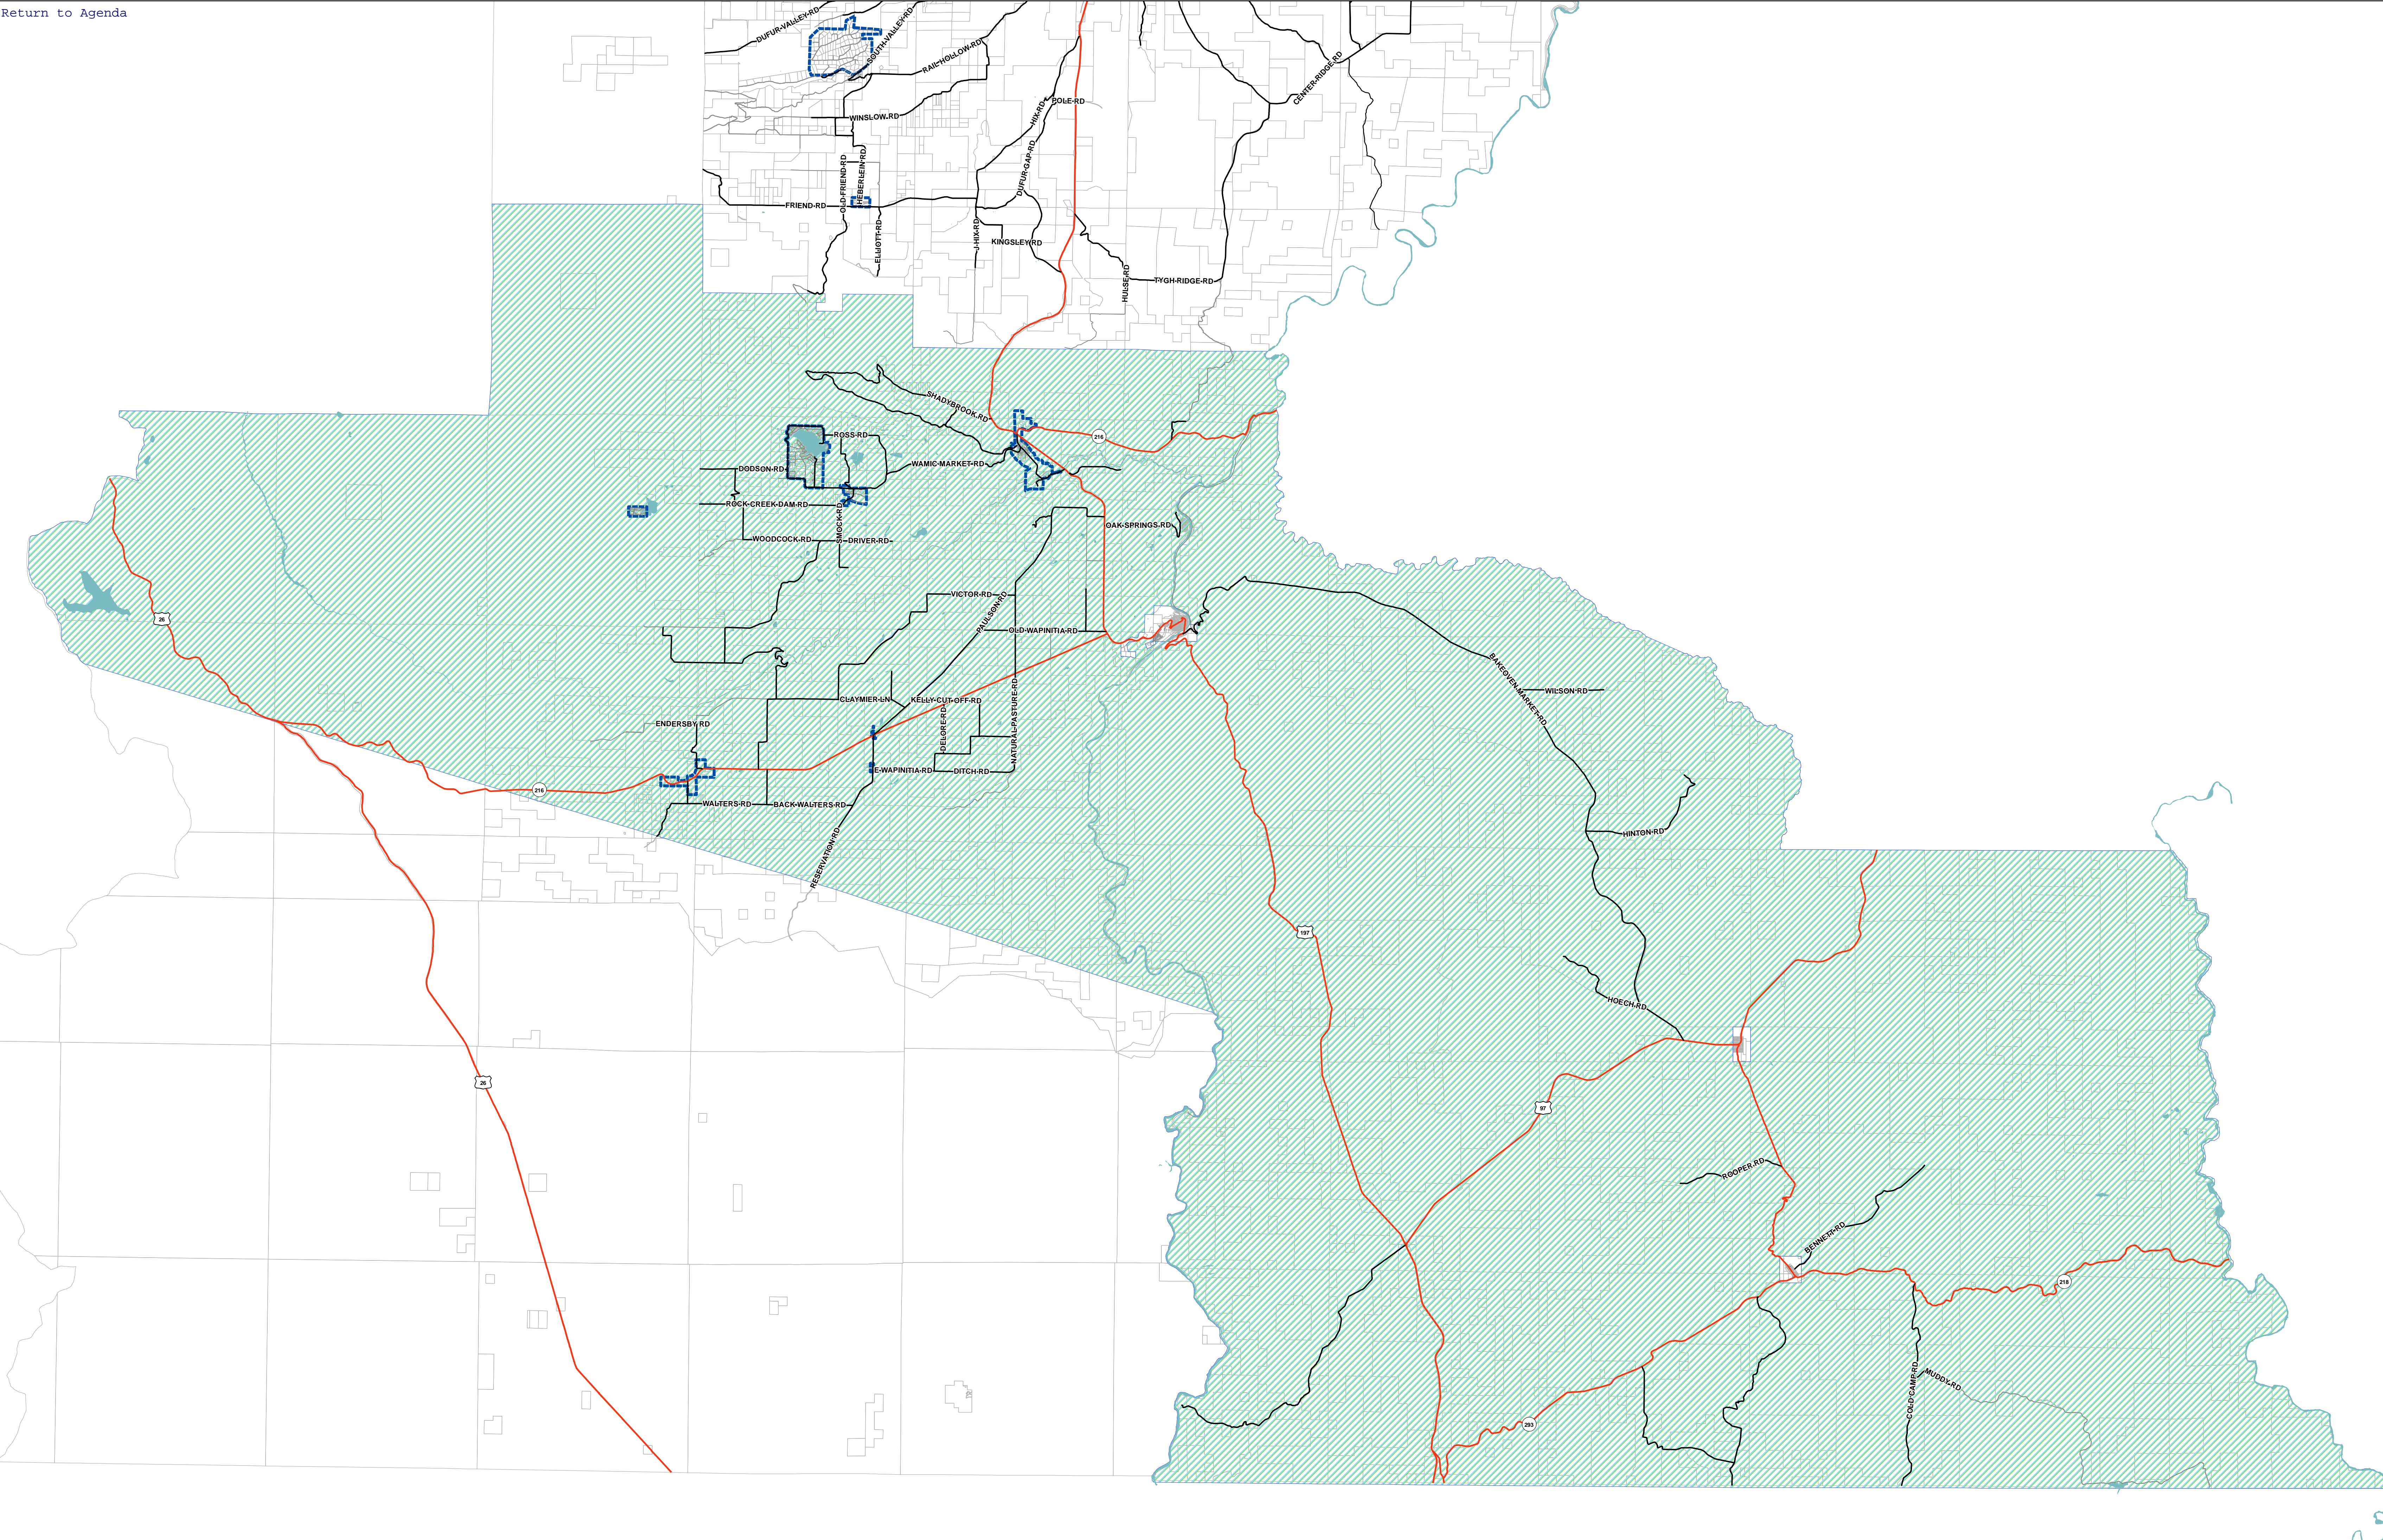 Return to Agenda
DUFUR-VALLEY-RD
SOUTH-VALLEY-RD
RAIL-HOLLOW-RD
CENTER-RIDGE-RD
POLE-RD
HIX-RD
WINSLOW-RD
DUFUR-GAP-RD
OLD-FRIEND-RD
HEBERLEIN-RD
FRIEND-RD
ELLIOTT-RD
J-HIX-RD
KINGSLEY-RD
HULSE-RD
TYGH-RIDGE-RD
SHADYBROOK-RD
ROSS-RD
216
DODSON-RD
WAMIC-MARKET-RD
ROCK-CREEK-DAM-RD
SMOCK-RD
OAK-SPRINGS-RD
WOODCOCK-RD
DRIVER-RD
VICTOR-RD
PAULSON-RD
26
OLD-WAPINITIA-RD
BAKEOVEN-MARKET-RD
WILSON-RD
CLAYMIER-LN
KELLY-CUT-OFF-RD
NATURAL-PASTURE-RD
DELORE-RD
ENDERSBY RD
E-WAPINITIA-RD
DITCH-RD
216
WALTERS-RD
BACK-WALTERS-RD
RESERVATION-RD
HINTON-RD
197
HOECH-RD
26
97
ROOPER-RD
BENNETT-RD
218
COLD-CAMP-RD
MUDDY-RD
293